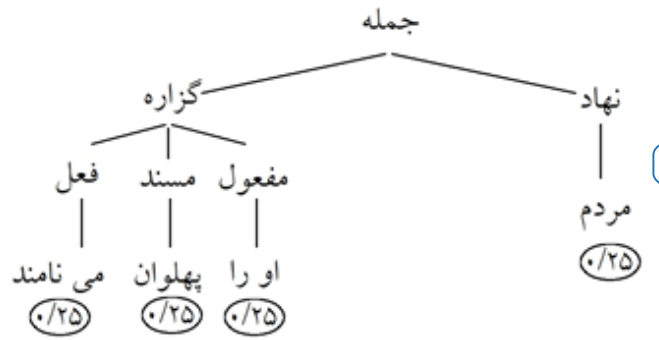 جمله
نهاد گزاره
مفعول مسند فعل
مردم
او را پهلوان می نامند
۰/۲۵
۰/۲۵ ۰/۲۵ ۰/۲۵